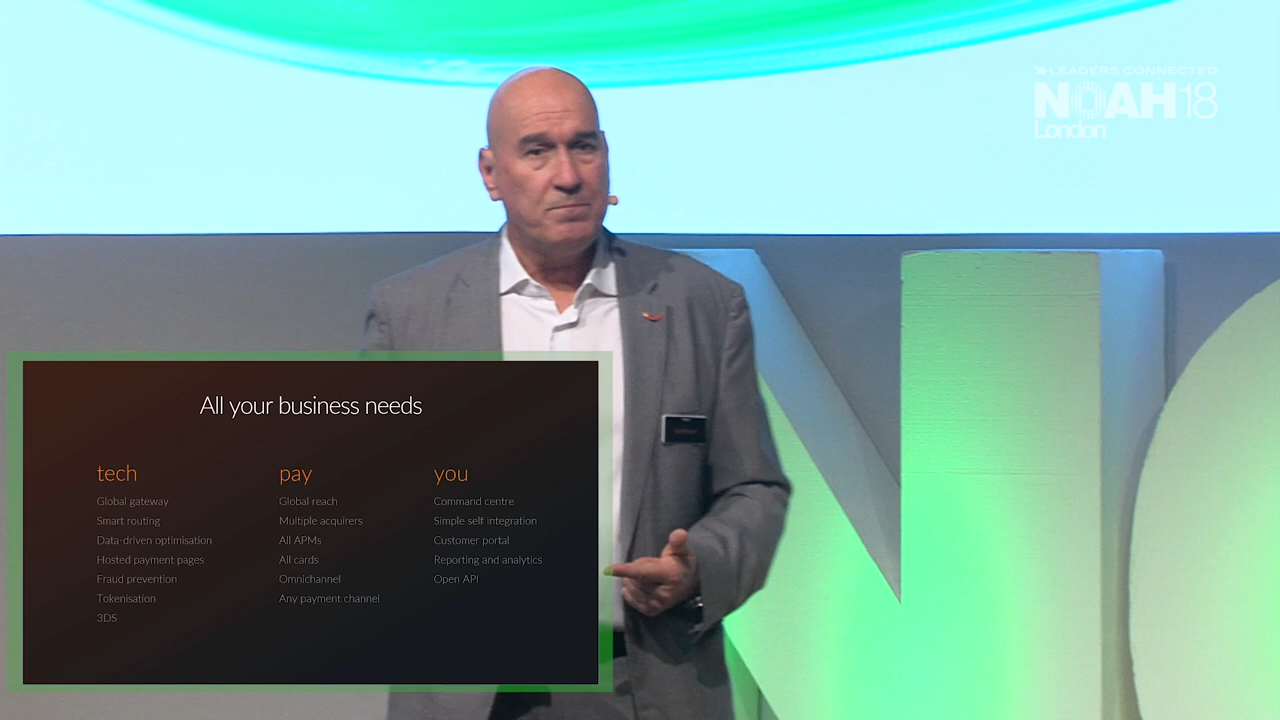 LEADERS CONNECTED
NOAH18
London
All your business needs
tech
Global gateway
Smart routing
Data-driven optimisation
Hosted payment pages
Fraud prevention
Tokenisation
3DS
pay
Global reach
Multiple acquirers
All APMs
All cards
Omnichannel
Any payment channel
you
Command centre
Simple self integration
Customer portal
Reporting and analytics
Open API
NO